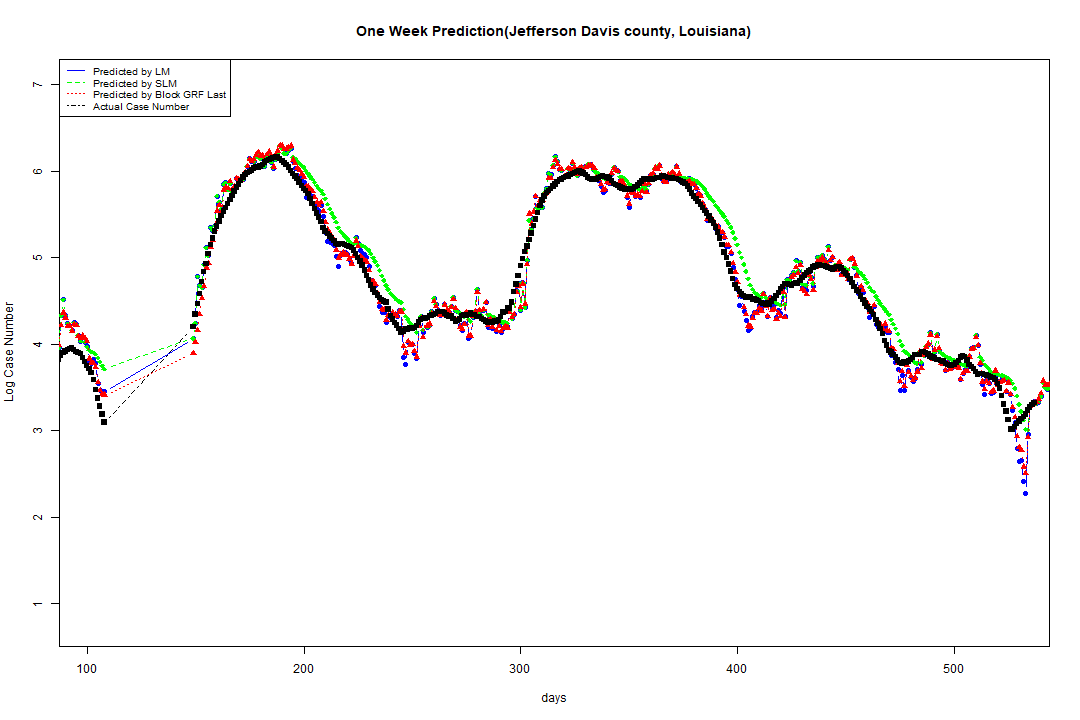 One Week Prediction(Jefferson Davis county, Louisiana)
Predicted by LM
Predicted by SLM
Predicted by Block GRF Last
Actual Case Number
7
6
5
4
3
2
1
Log Case Number
100 200 300 400 500
days